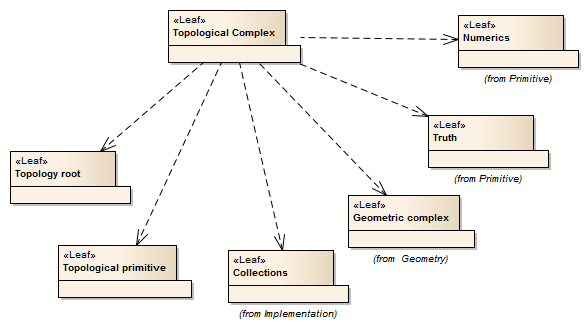 «Leaf»
Topological Complex
«Leaf»
Numerics
(from Primitive)
«Leaf»
Truth
(from Primitive)
«Leaf»
Topology root
«Leaf»
Geometric complex
(from Geometry)
«Leaf»
Topological primitive
«Leaf»
Collections
(from Implementation)